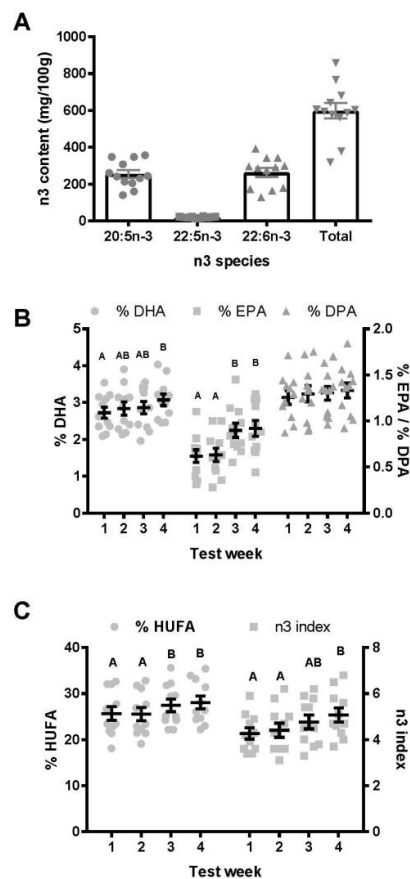 A
n3 content (mg/100g)
1000
800
600
400
200
0
20:5n-3 22:5n-3 22:6n-3 Total
n3 species
B
% DHA % EPA % DPA
A AB AB B A A B B
% DHA
5
4
3
2
1
0
% EPA / % DPA
2.0
1.5
1.0
0.5
0.0
1 2 3 4 1 2 3 4 1 2 3 4
Test week
C
% HUFA n3 index
A A B B A A AB B
% HUFA
40
30
20
10
0
n3 index
8
6
4
2
0
1 2 3 4 1 2 3 4
Test week